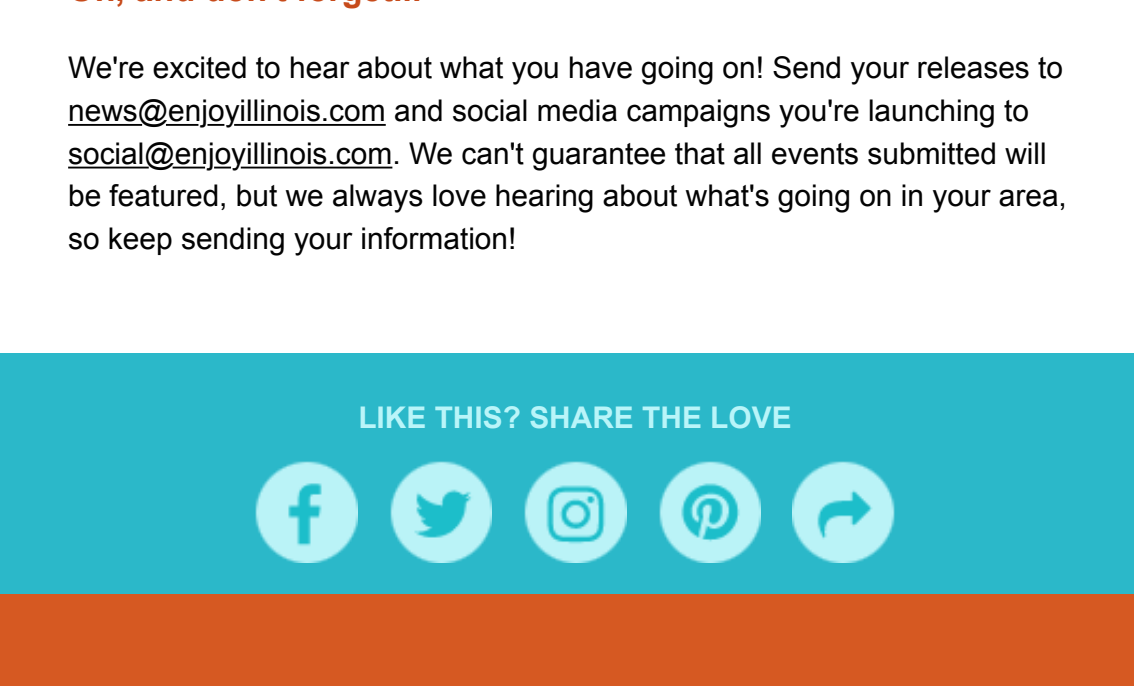 We're excited to hear about what you have going on! Send your releases to
news@enjoyillinois.com and social media campaigns you're launching to
social@enjoyillinois.com. We can't guarantee that all events submitted will
be featured, but we always love hearing about what's going on in your area,
so keep sending your information!
LIKE THIS? SHARE THE LOVE